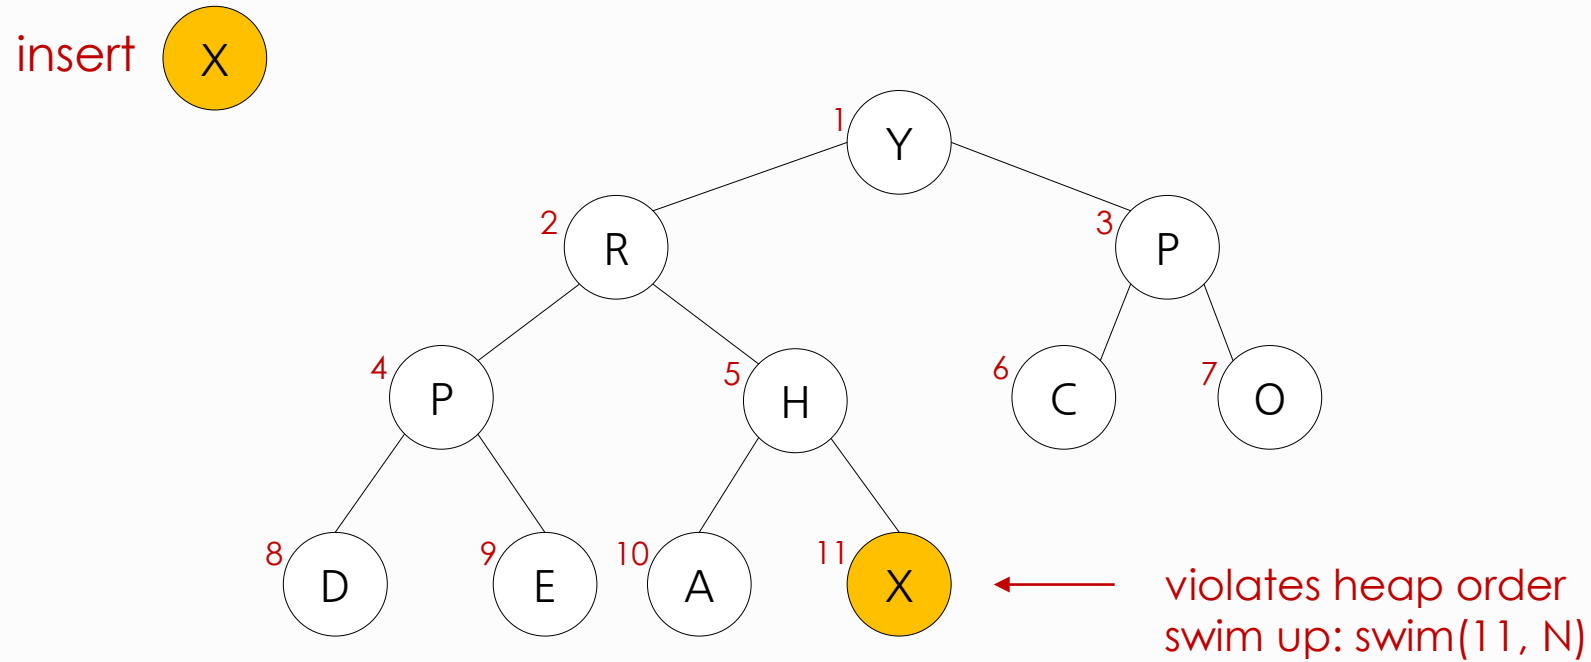 insert X
1 Y
2 R 3 P
4 P 5 H 6 C 7 O
8 D 9 E 10 A 11 X
violates heap order
swim up: swim(11, N)